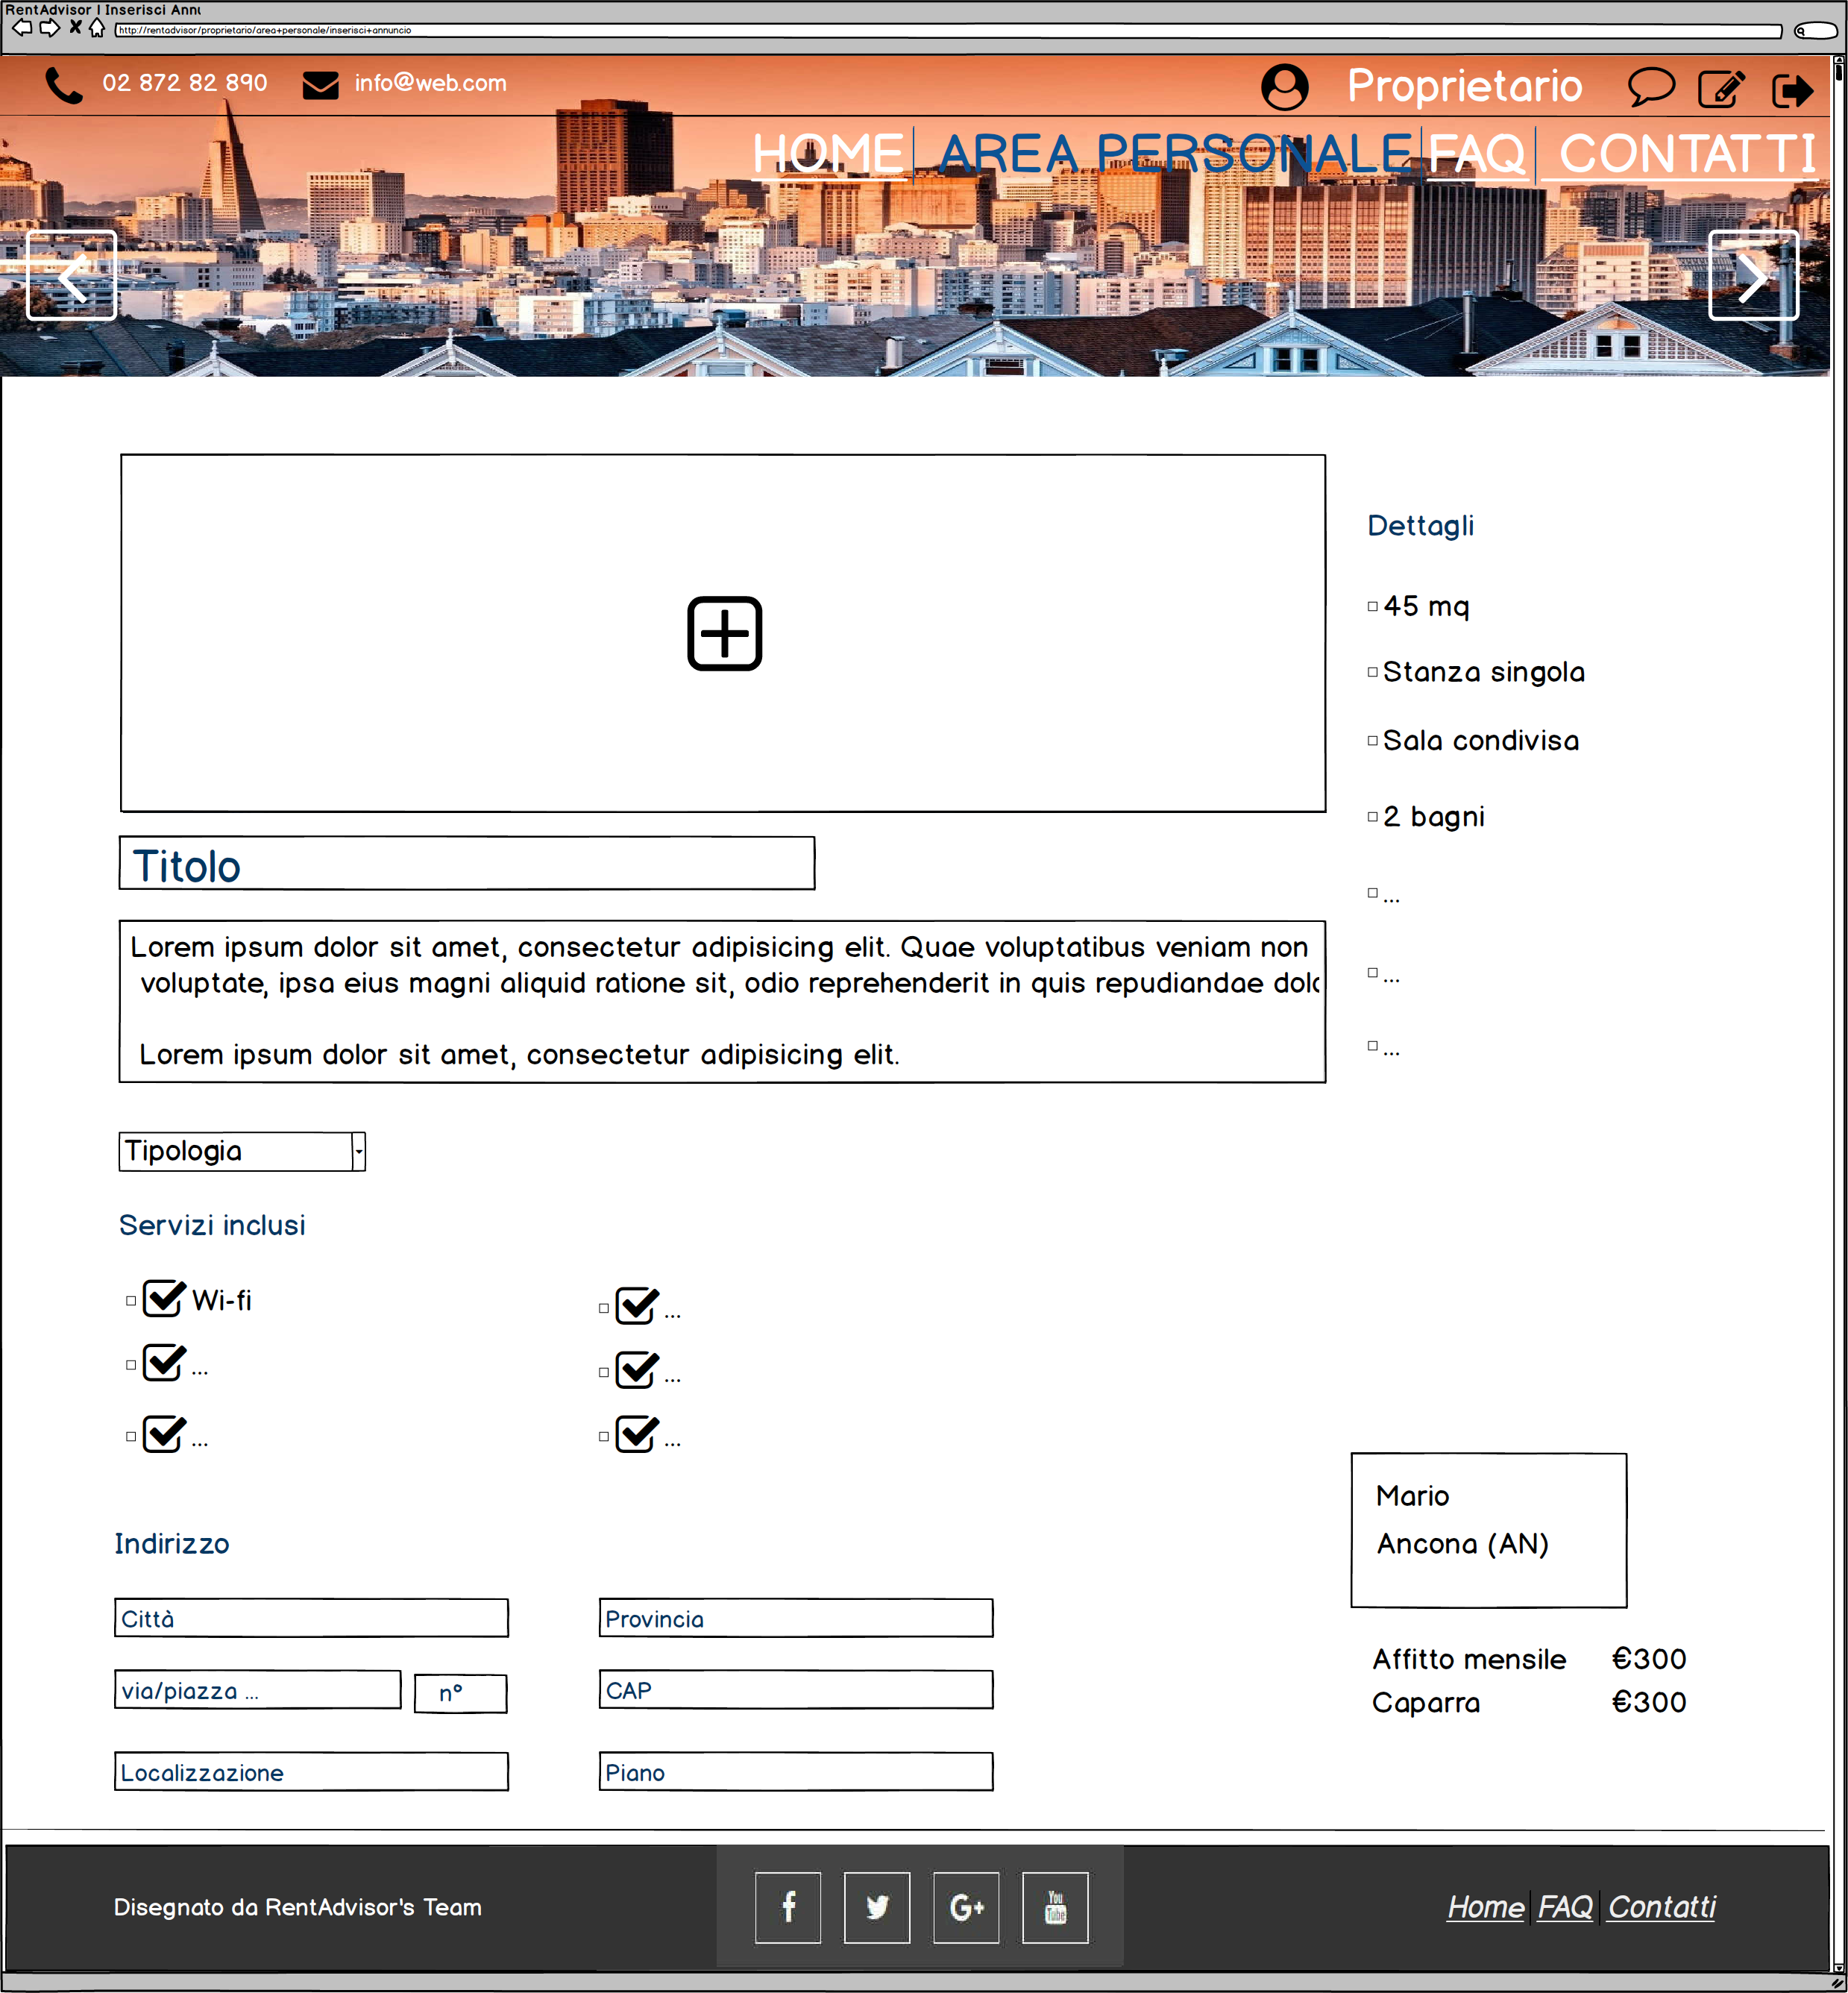 RentAdvisor | Inserisci Annu
http://rentadvisor/proprietario/area+personale/inserisci+annuncio
02 872 82 890 info@web.com Proprietario
HOME AREA PERSONALE FAQ CONTATTI
Dettagli
45 mq
Stanza singola
Sala condivisa
2 bagni
...
...
...
Titolo
Lorem ipsum dolor sit amet, consectetur adipisicing elit. Quae voluptatibus veniam non
voluptate, ipsa eius magni aliquid ratione sit, odio reprehenderit in quis repudiandae dolo
Lorem ipsum dolor sit amet, consectetur adipisicing elit.
Tipologia
Servizi inclusi
Wi-fi ...
... ...
... ...
Mario
Ancona (AN)
Indirizzo
Città Provincia
via/piazza ... n° CAP
Localizzazione Piano
Affitto mensile €300
Caparra €300
Disegnato da RentAdvisor's Team
f G+ You Tube
Home FAQ Contatti